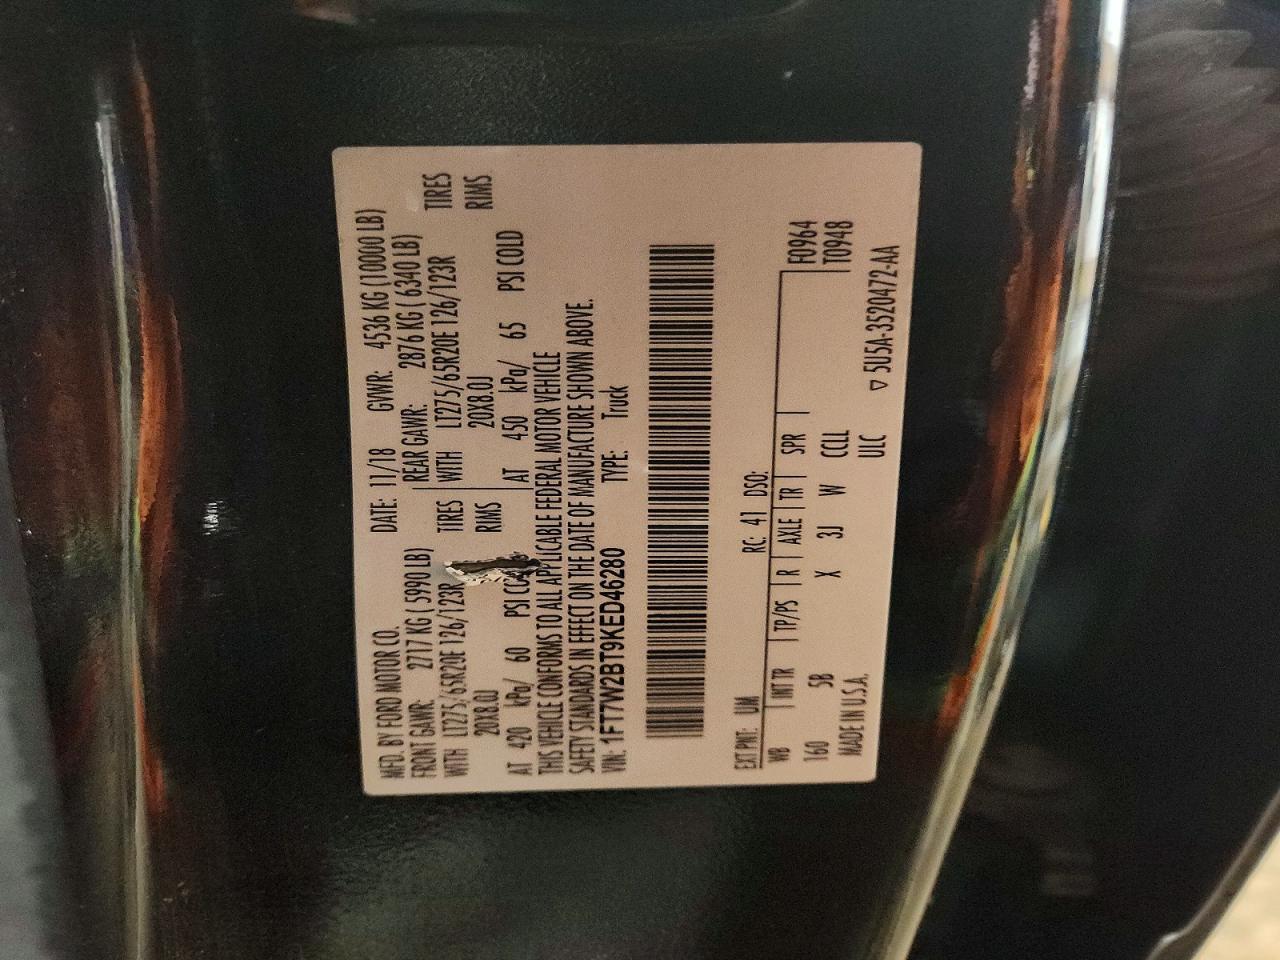 MFD. BY FORD MOTOR CO.
DATE: 11/18 GVWR: 4536 KG (10000 LB)
FRONT GAWR: 2717 KG ( 5990 LB) REAR GAWR: 2876 KG ( 6340 LB)
WITH LT275/65R20E 126/123R TIRES WITH LT275/65R20E 126/123R TIRES
20X8.0J RIMS 20X8.0J RIMS
AT 420 kPa/ 60 PSI AT 450 kPa/ 65 PSI COLD
THIS VEHICLE CONFORMS TO ALL APPLICABLE FEDERAL MOTOR VEHICLE
SAFETY STANDARDS IN EFFECT ON THE DATE OF MANUFACTURE SHOWN ABOVE.
VIN: 1FT7W2BT9KED46280 TYPE: Truck
EXT PNT: UM RC: 41 DSO:
WB INT TR TP/PS R AXLE TR SPR F0964
160 5B X 3J W CCLL T0948
MADE IN U.S.A. ULC ▽ 5U5A-3520472-AA